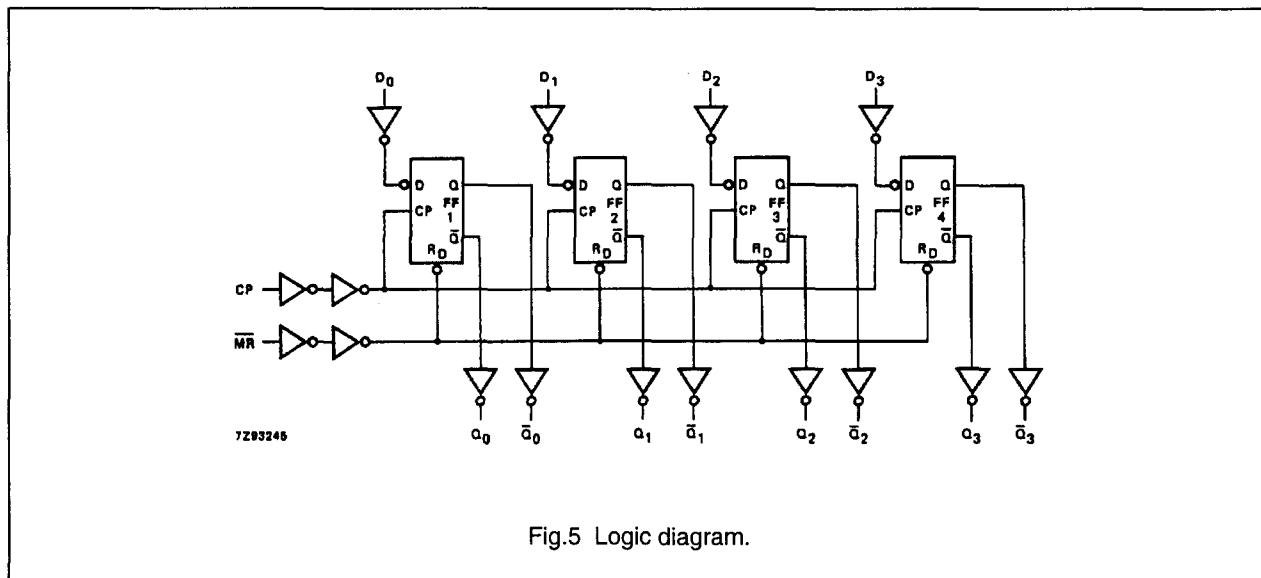 D0 D1 D2 D3
D Q D Q D Q D Q
FF FF FF FF
CP 1 CP 2 CP 3 CP 4
Q̅ Q̅ Q̅ Q̅
RD RD RD RD
CP
M̅R̅
7Z93245
Q0 Q̅0 Q1 Q̅1 Q2 Q̅2 Q3 Q̅3
Fig.5 Logic diagram.